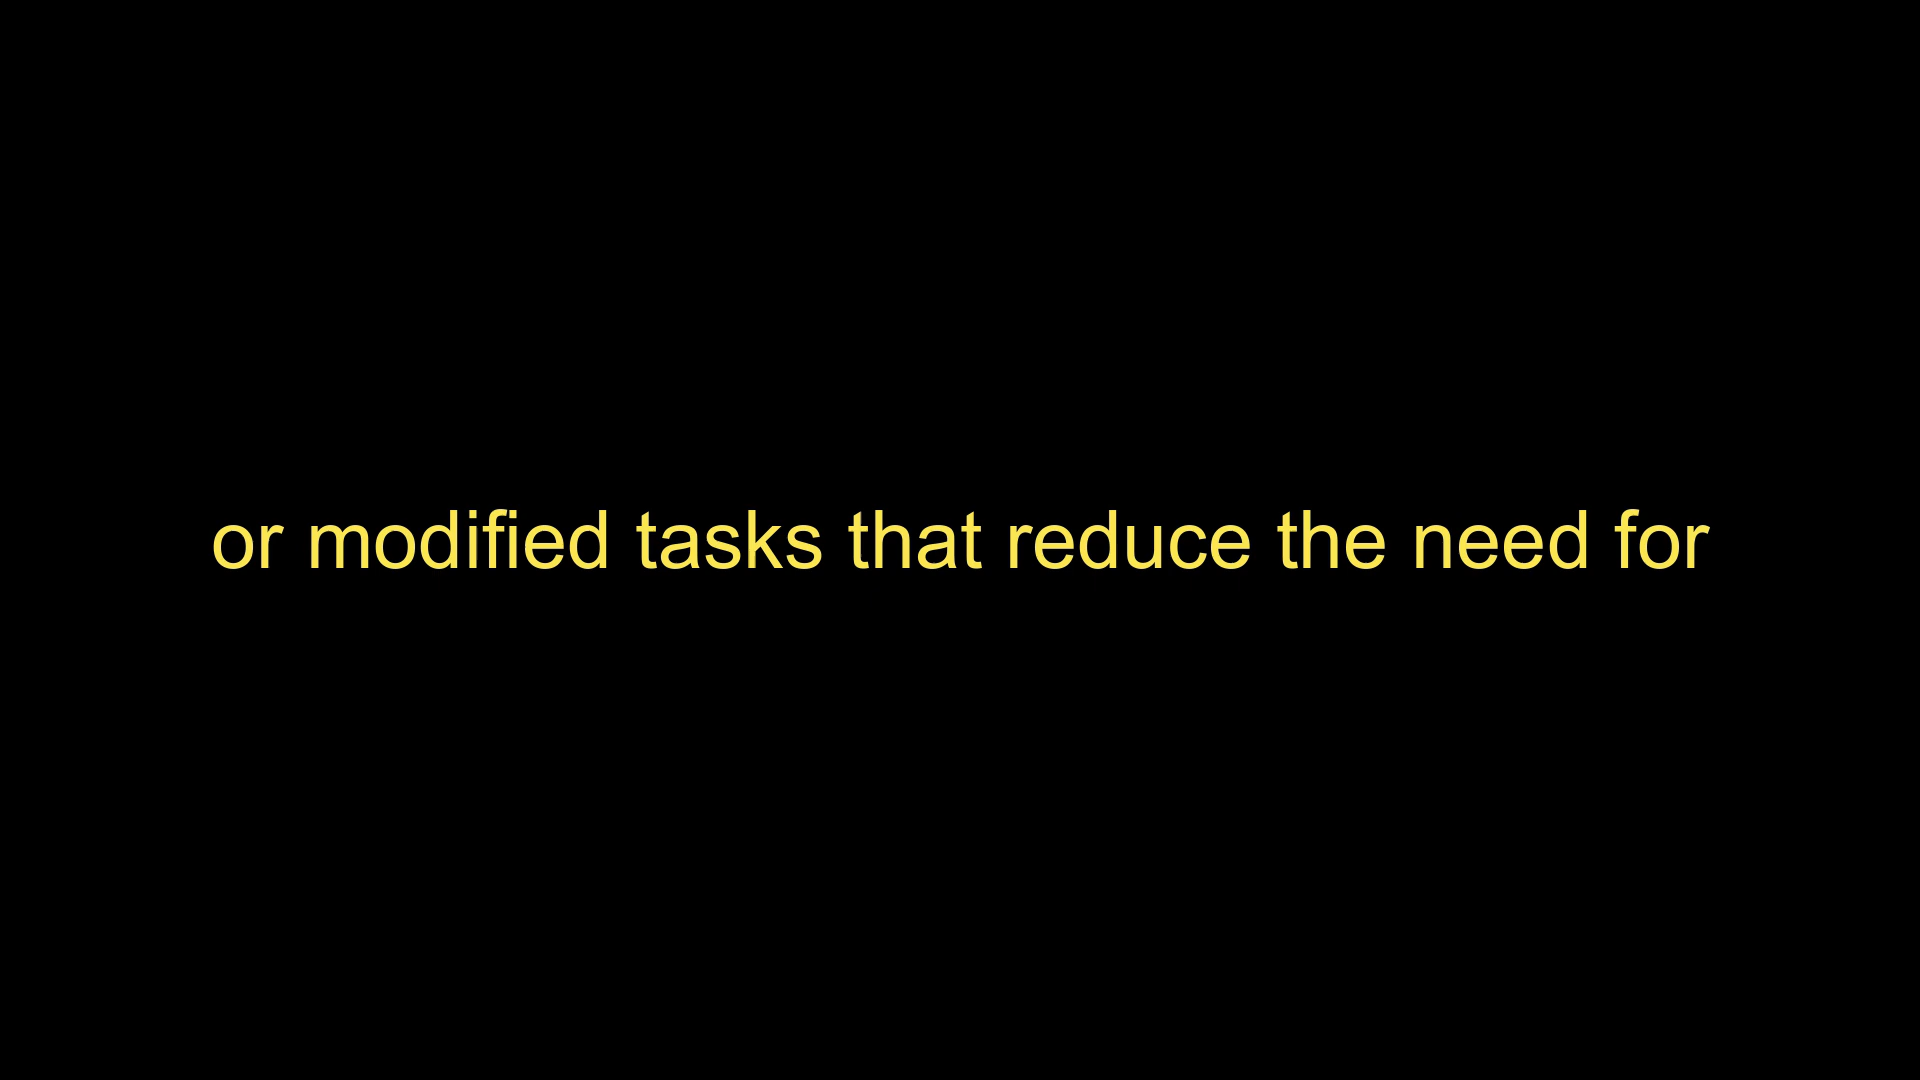 or modified tasks that reduce the need for